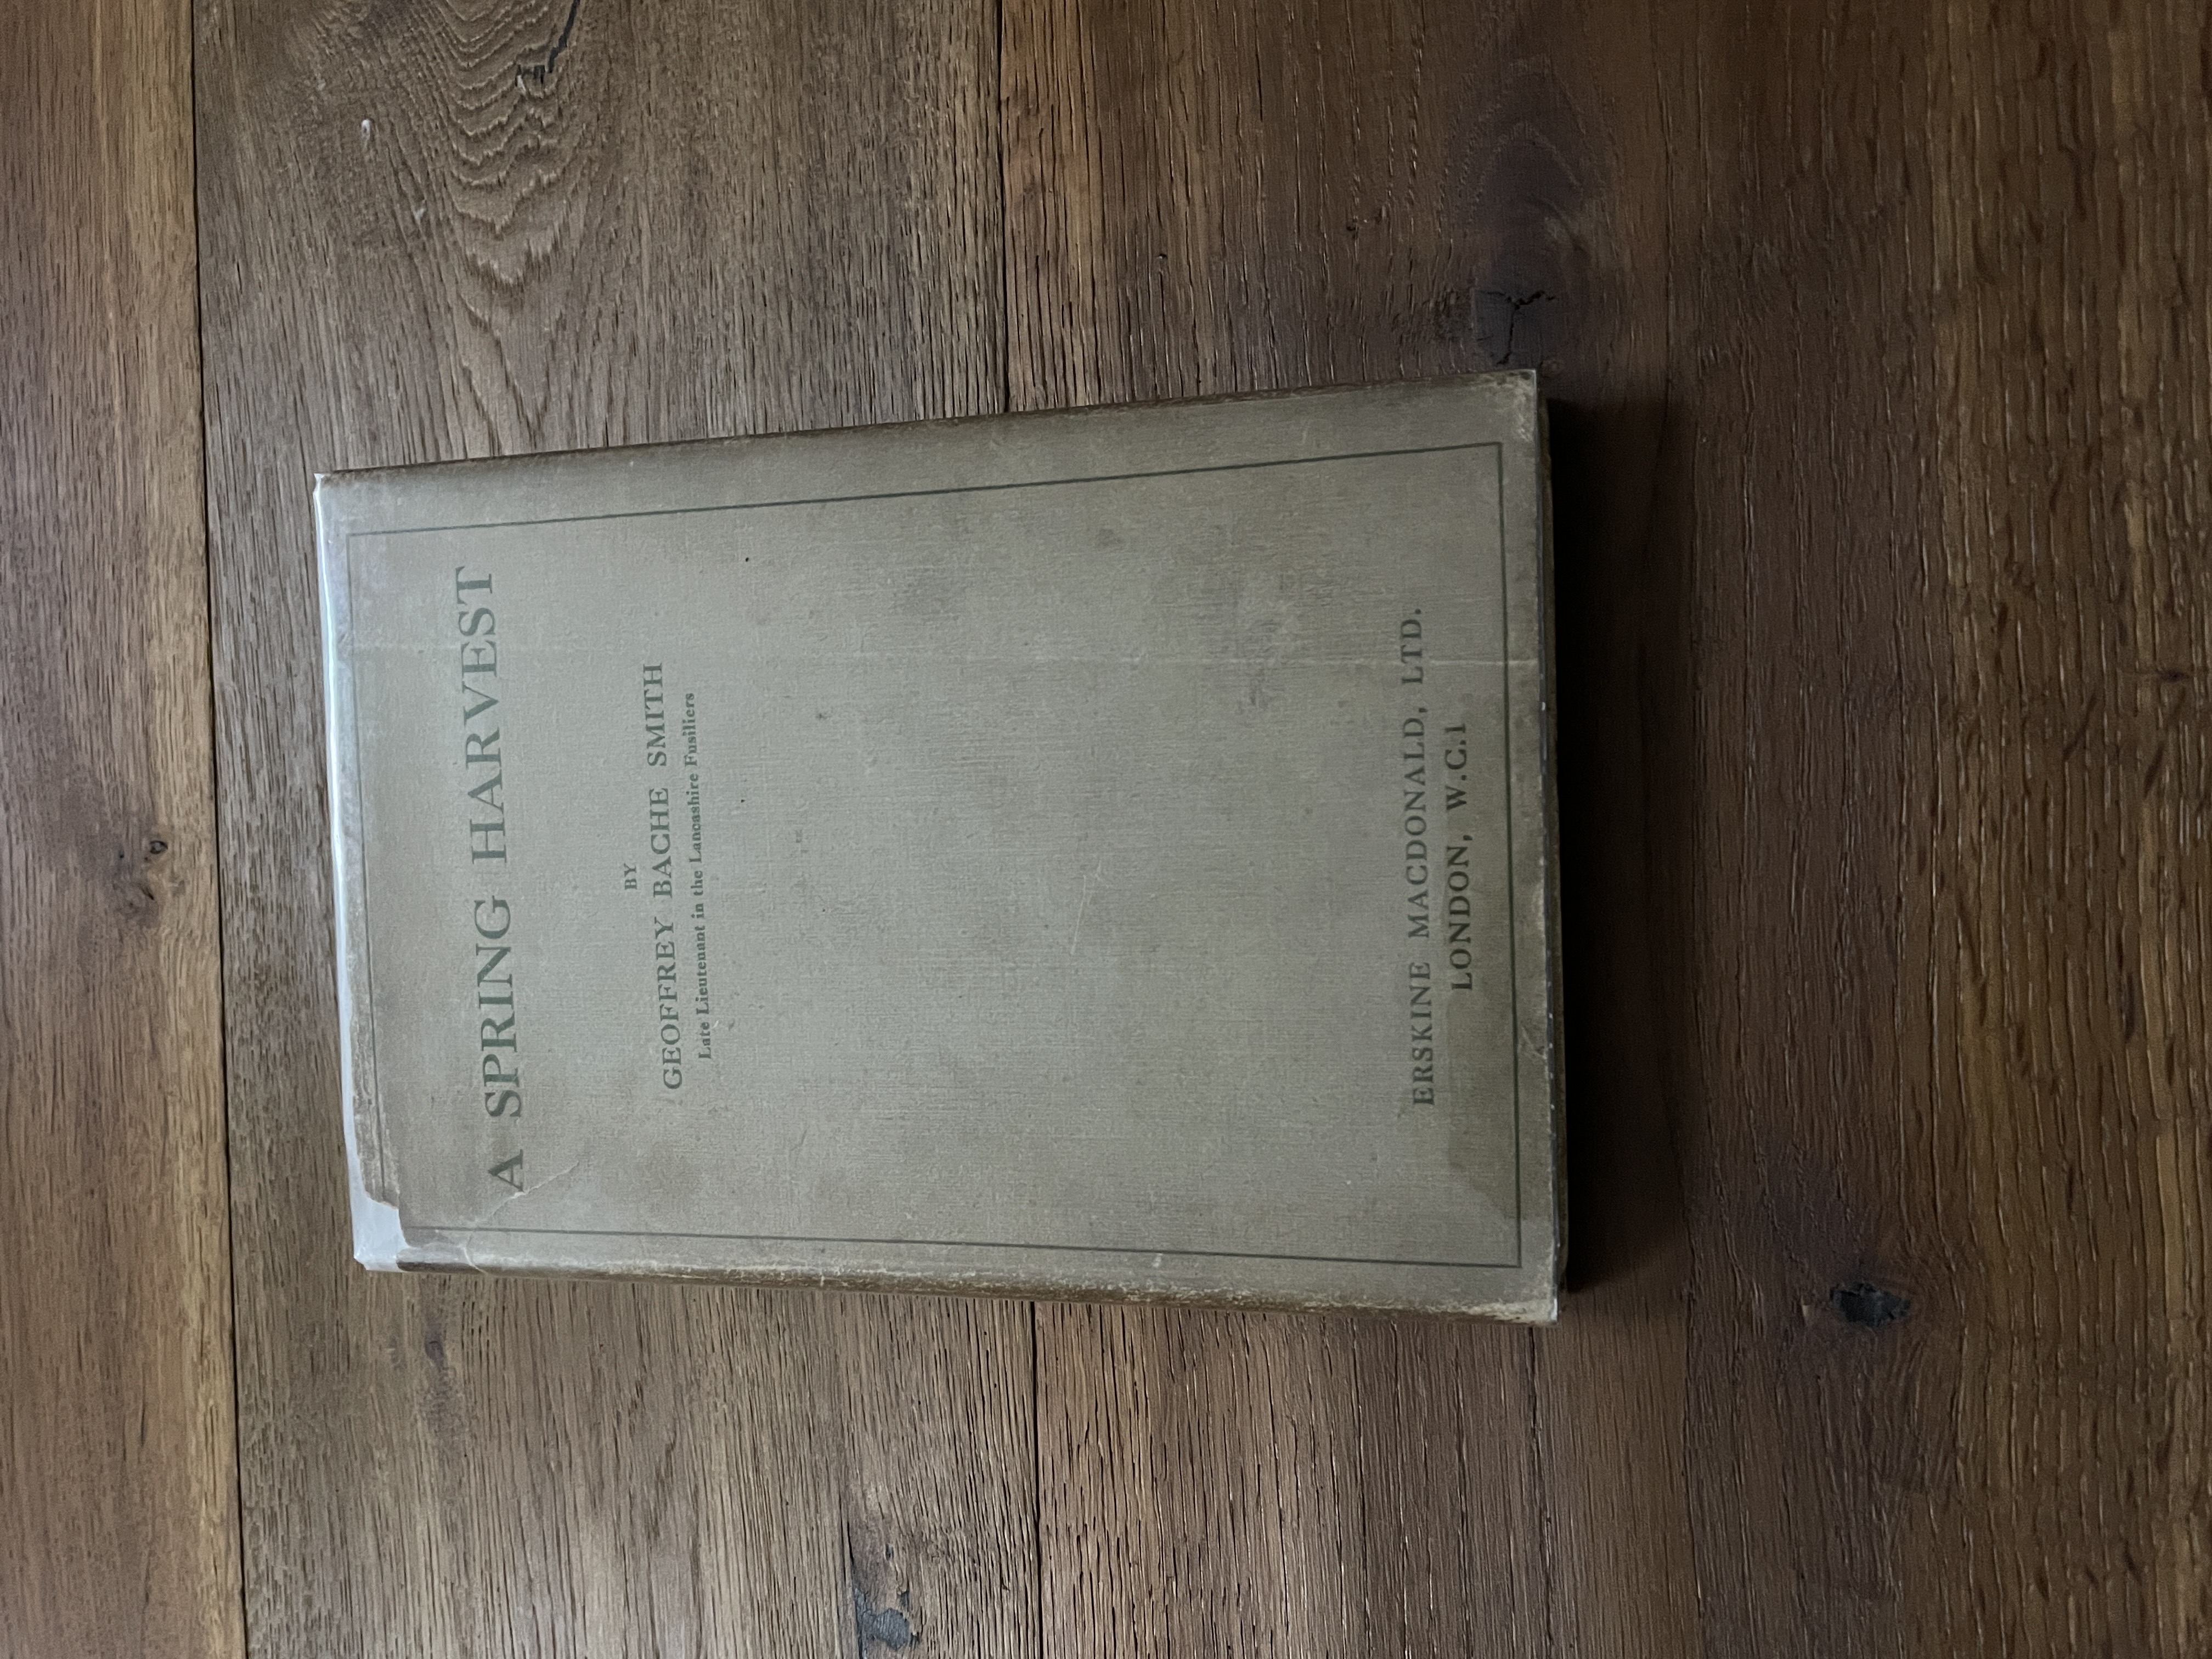 A SPRING HARVEST
BY
GEOFFREY BACHE SMITH
Late Lieutenant in the Lancashire Fusiliers
ERSKINE MACDONALD, LTD.
LONDON, W.C.1